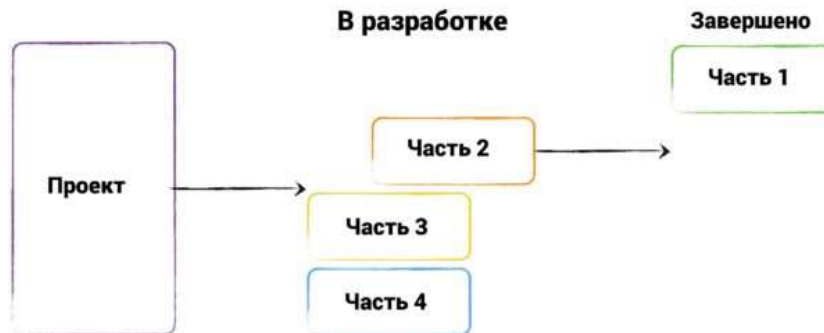 В разработке
Завершено
Часть 1
Часть 2
Проект
Часть 3
Часть 4